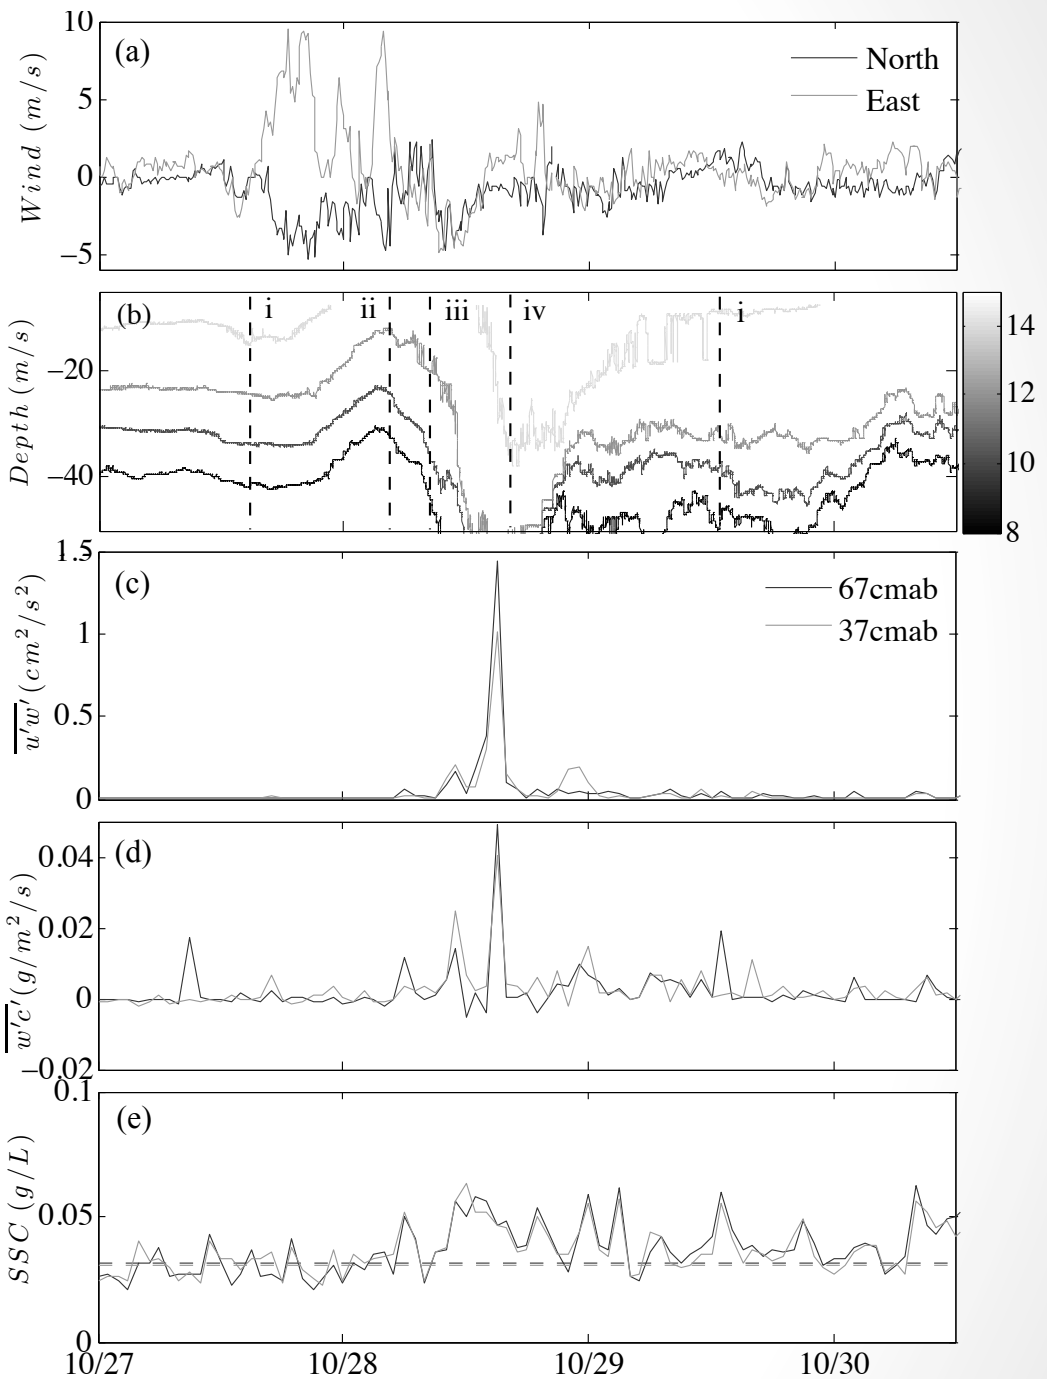 10
(a)
North
East
5
0
−5
Wind (m/s)
(b)
i
ii
iii
iv
i
−20
−40
Depth (m/s)
14
12
10
8
1.5
(c)
67cmab
37cmab
1
0.5
0
u'w' (cm²/s²)
(d)
0.04
0.02
0
−0.02
w'c' (g/m²/s)
0.1
(e)
0.05
0
SSC (g/L)
10/27
10/28
10/29
10/30